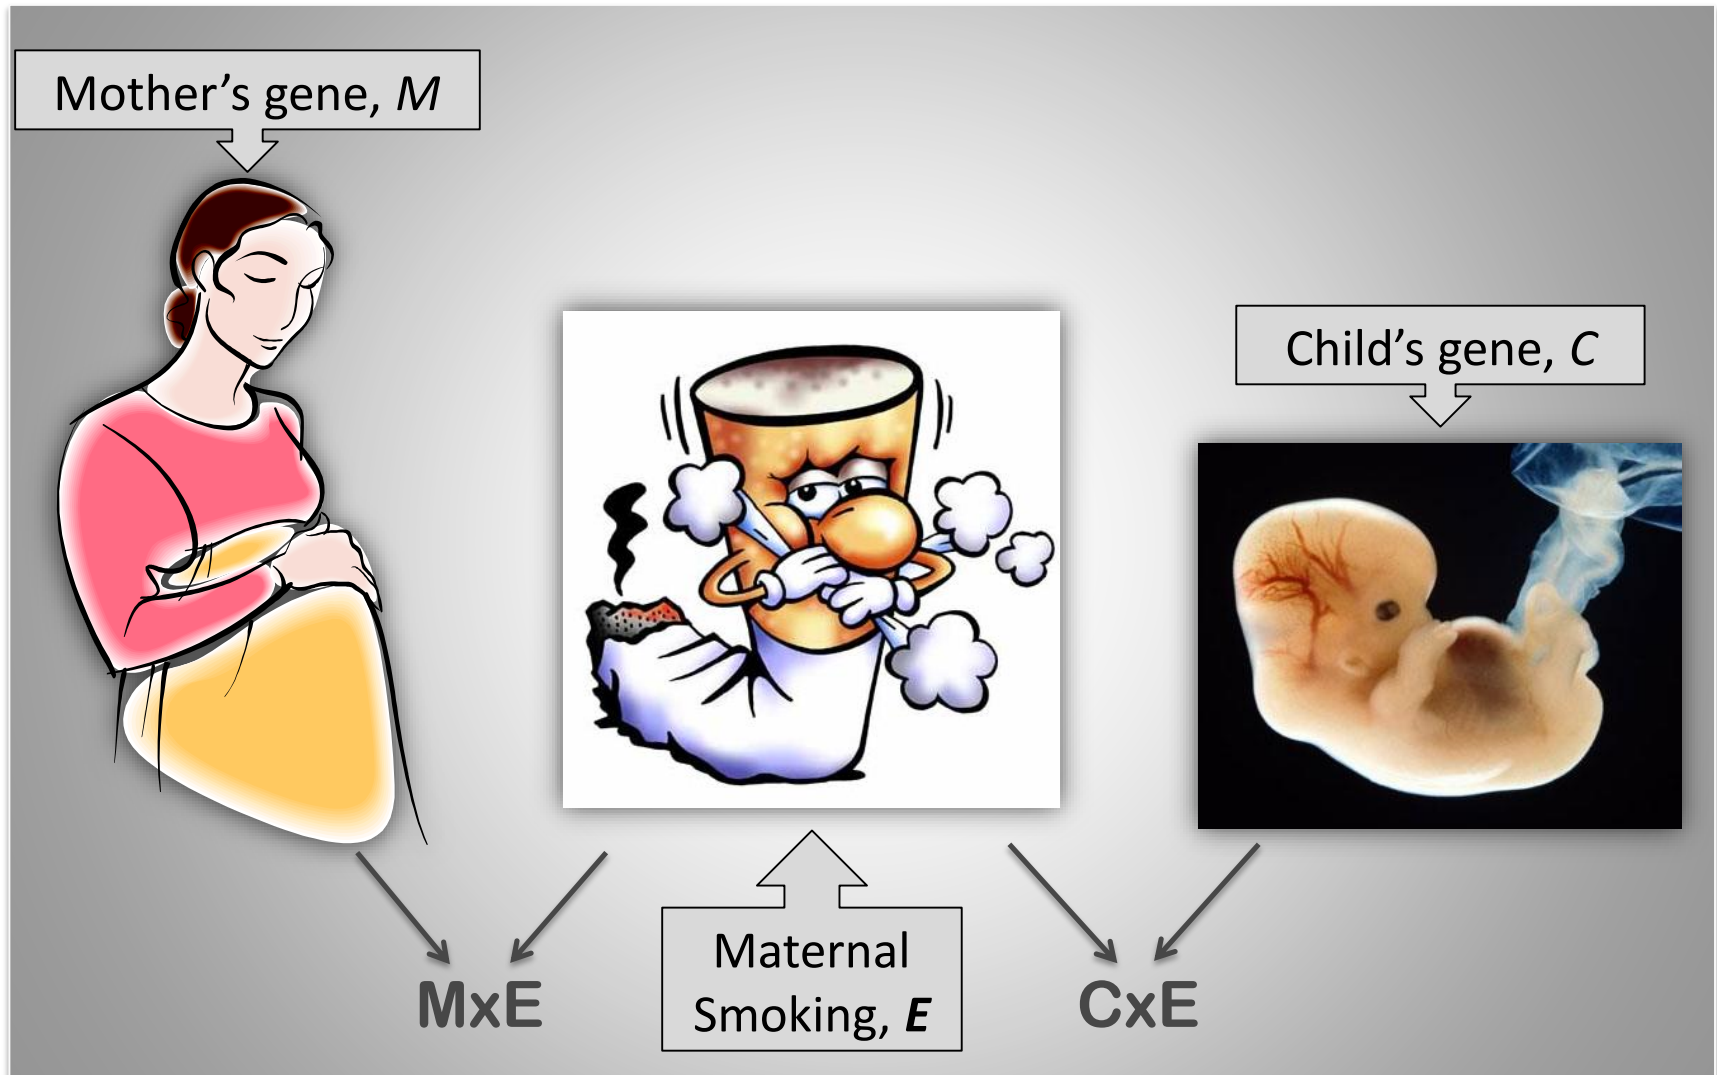 Mother’s gene, M
Child’s gene, C
Maternal
Smoking, E
MxE
CxE